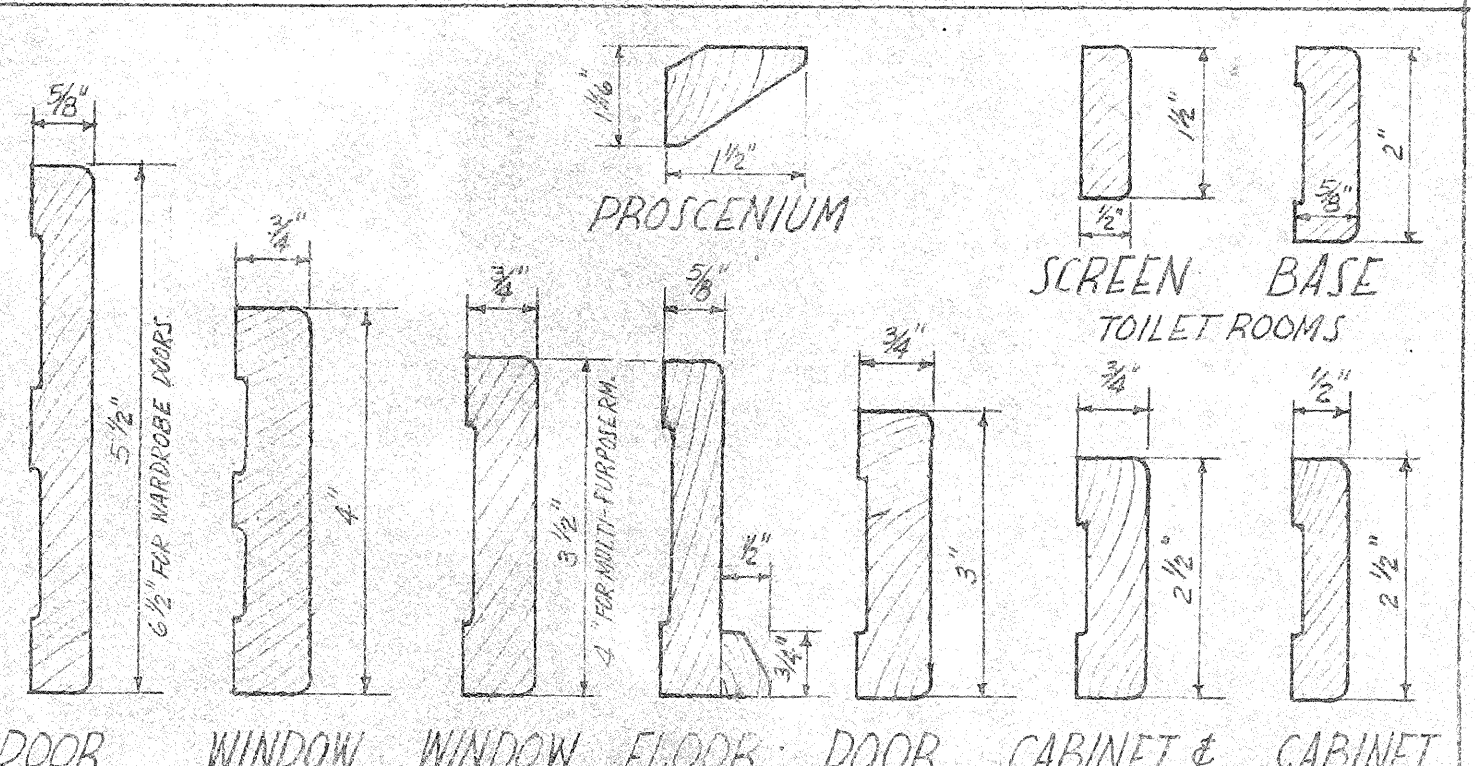 1 1/16"
1 1/2"
PROSCENIUM
1 1/2"
1/2"
SCREEN
2"
5/8"
BASE
TOILET ROOMS
5/8"
5 1/2"
6 1/2" FOR WARDROBE DOORS.
DOOR
3/4"
4"
WINDOW
3/4"
3 1/2"
4" FOR MULTI-PURPOSE RM.
WINDOW
5/8"
1/2"
3/4"
FLOOR
3/4"
3"
DOOR
3/4"
2 1/2"
CABINET &
1/2"
2 1/2"
CABINET